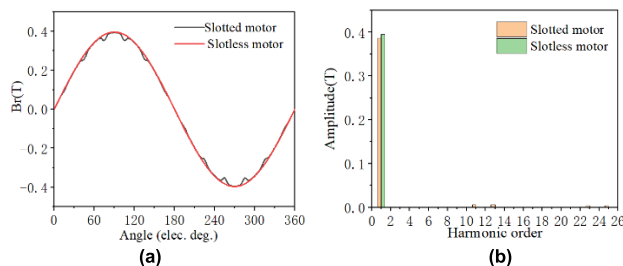 Slotted motor
Slotless motor
Br(T)
0.4
0.2
0.0
-0.2
-0.4
0 60 120 180 240 300 360
Angle (elec. deg.)
(a)
Slotted motor
Slotless motor
Amplitude(T)
0.4
0.3
0.2
0.1
0.0
0 2 4 6 8 10 12 14 16 18 20 22 24 26
Harmonic order
(b)